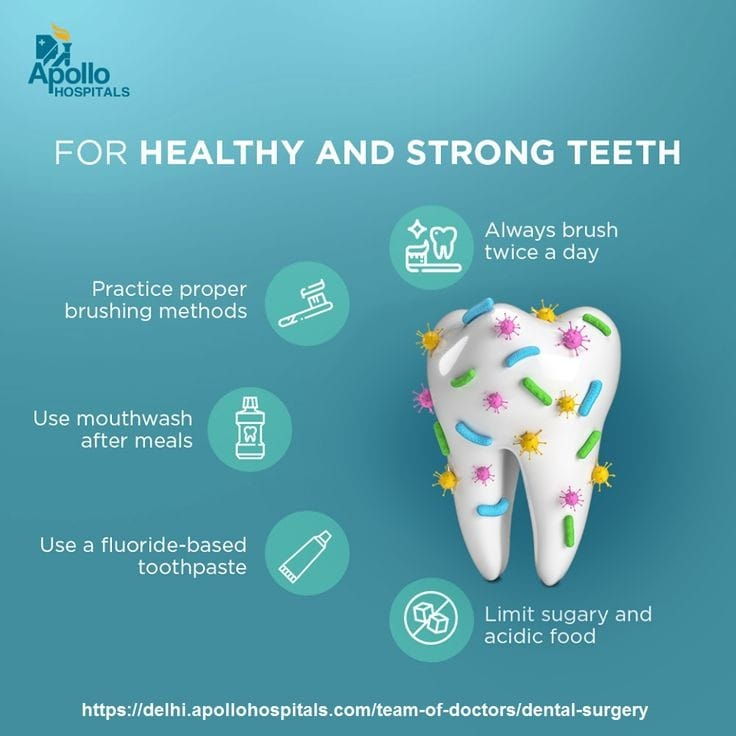 Apollo
HOSPITALS
FOR HEALTHY AND STRONG TEETH
Always brush
twice a day
Practice proper
brushing methods
Use mouthwash
after meals
Use a fluoride-based
toothpaste
Limit sugary and
acidic food
https://delhi.apollohospitals.com/team-of-doctors/dental-surgery